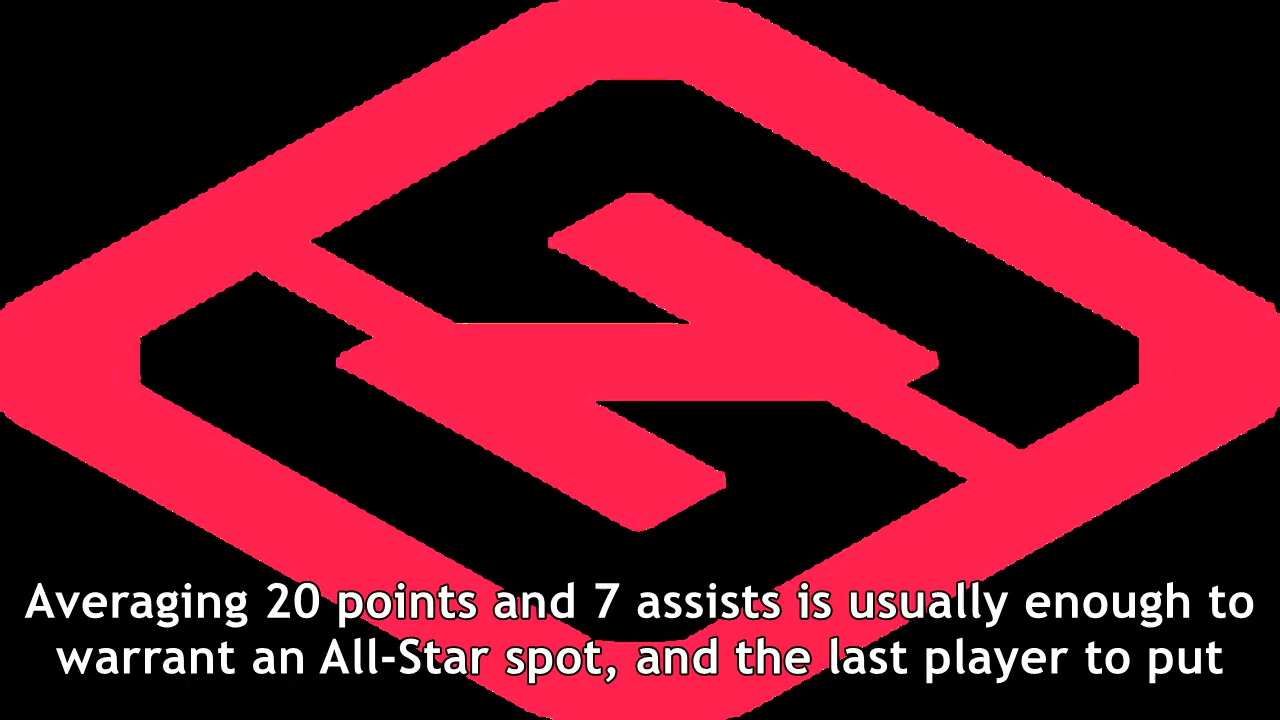 Averaging 20 points and 7 assists is usually enough to
warrant an All-Star spot, and the last player to put